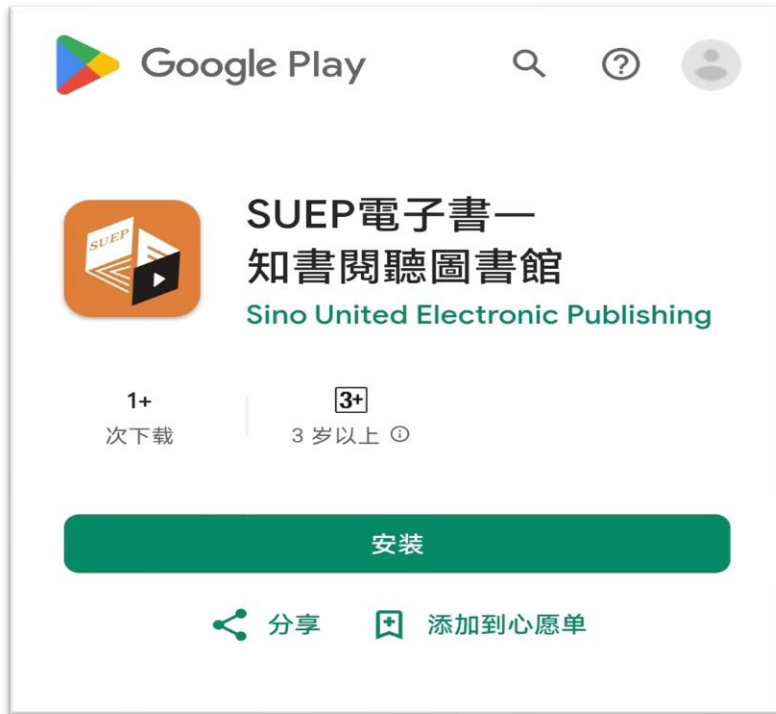 Google Play
SUEP
SUEP電子書—
知書閱聽圖書館
Sino United Electronic Publishing
1+
次下载
3+
3 岁以上
安装
分享
添加到心愿单